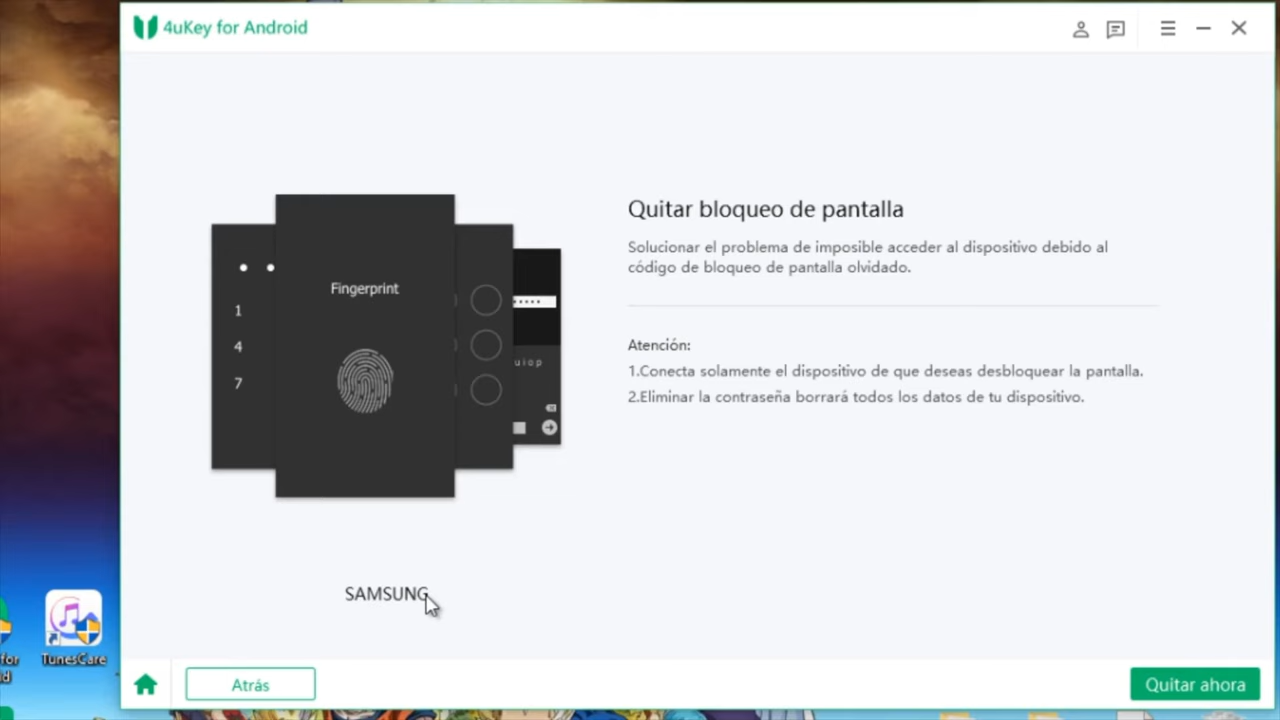 4uKey for Android
Quitar bloqueo de pantalla
Solucionar el problema de imposible acceder al dispositivo debido al
código de bloqueo de pantalla olvidado.
Fingerprint
1
4
7
u i o p
Atención:
1.Conecta solamente el dispositivo de que deseas desbloquear la pantalla.
2.Eliminar la contraseña borrará todos los datos de tu dispositivo.
SAMSUNG
for
TunesCare
Atrás
Quitar ahora